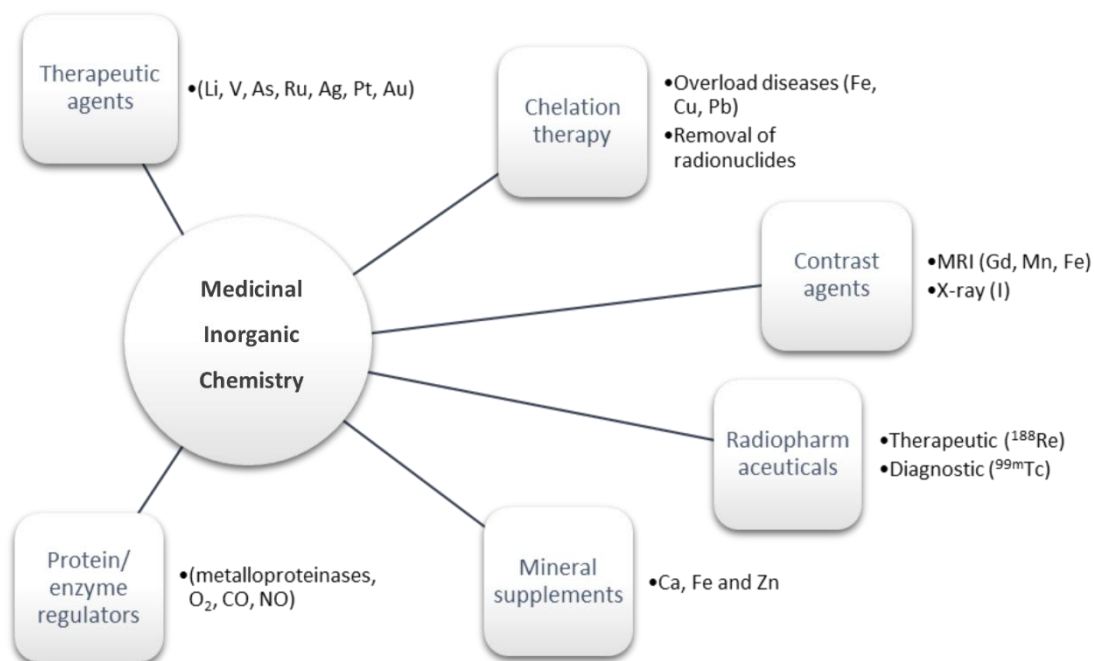 Therapeutic
agents
•(Li, V, As, Ru, Ag, Pt, Au)
Chelation
therapy
•Overload diseases (Fe,
Cu, Pb)
•Removal of
radionuclides
Contrast
agents
•MRI (Gd, Mn, Fe)
•X-ray (I)
Medicinal
Inorganic
Chemistry
Radiopharm
aceuticals
•Therapeutic (¹⁸⁸Re)
•Diagnostic (⁹⁹ᵐTc)
Protein/
enzyme
regulators
•(metalloproteinases,
O₂, CO, NO)
Mineral
supplements
•Ca, Fe and Zn